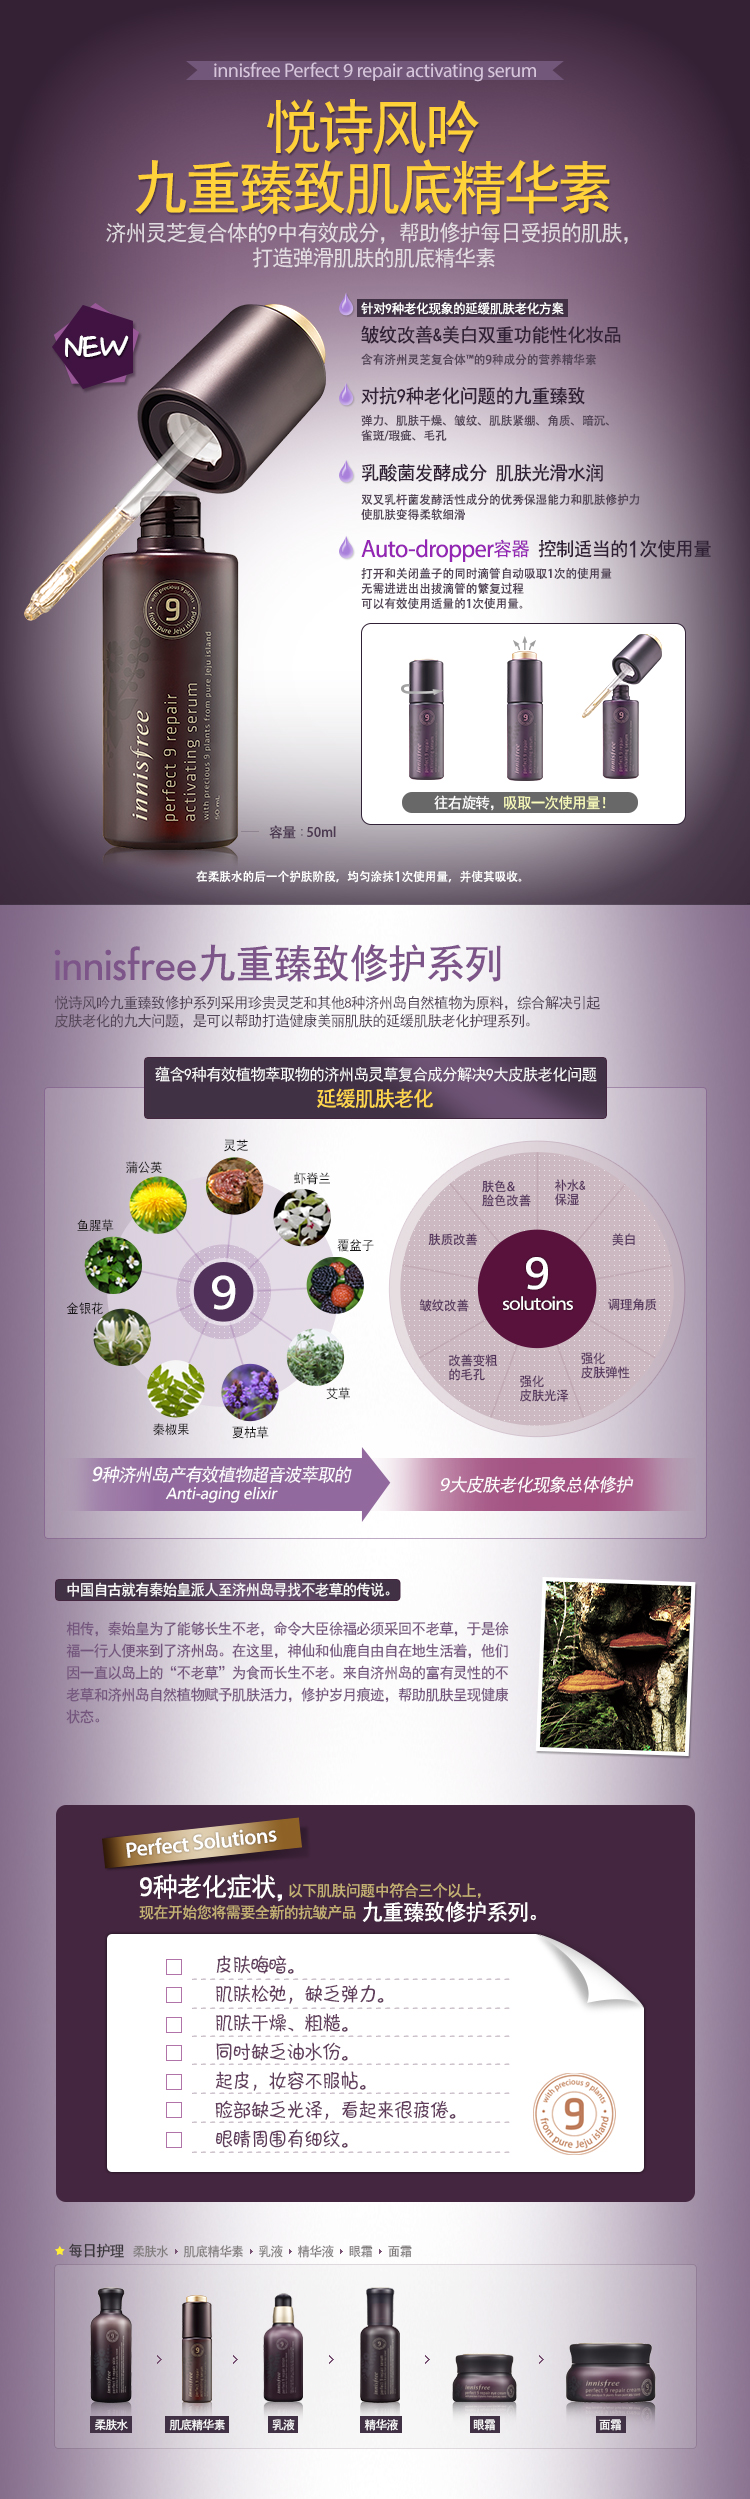 innisfree Perfect 9 repair activating serum
悦诗风吟
九重臻致肌底精华素
济州灵芝复合体的9中有效成分，帮助修护每日受损的肌肤，
打造弹滑肌肤的肌底精华素
NEW
针对9种老化现象的延缓肌肤老化方案
皱纹改善&美白双重功能性化妆品
含有济州灵芝复合体™的9种成分的营养精华素
对抗9种老化问题的九重臻致
弹力、肌肤干燥、皱纹、肌肤紧绷、角质、暗沉、
雀斑/瑕疵、毛孔
乳酸菌发酵成分 肌肤光滑水润
双叉乳杆菌发酵活性成分的优秀保湿能力和肌肤修护力
使肌肤变得柔软细滑
Auto-dropper容器 控制适当的1次使用量
打开和关闭盖子的同时滴管自动吸取1次的使用量
无需进进出出拔滴管的繁复过程
可以有效使用适量的1次使用量。
往右旋转，吸取一次使用量！
with precious 9 plants
9
from pure Jeju island
innisfree
perfect 9 repair
activating serum
with precious 9 plants from pure Jeju island
50 mL
容量：50ml
在柔肤水的后一个护肤阶段，均匀涂抹1次使用量，并使其吸收。
innisfree九重臻致修护系列
悦诗风吟九重臻致修护系列采用珍贵灵芝和其他8种济州岛自然植物为原料，综合解决引起
皮肤老化的九大问题，是可以帮助打造健康美丽肌肤的延缓肌肤老化护理系列。
蕴含9种有效植物萃取物的济州岛灵草复合成分解决9大皮肤老化问题
延缓肌肤老化
灵芝
蒲公英
虾脊兰
鱼腥草
覆盆子
金银花
9
艾草
秦椒果
夏枯草
肤色&
脸色改善
补水&
保湿
肤质改善
美白
9
solutoins
皱纹改善
调理角质
改善变粗
的毛孔
强化
皮肤弹性
强化
皮肤光泽
9种济州岛产有效植物超音波萃取的
Anti-aging elixir
9大皮肤老化现象总体修护
中国自古就有秦始皇派人至济州岛寻找不老草的传说。
相传，秦始皇为了能够长生不老，命令大臣徐福必须采回不老草，于是徐
福一行人便来到了济州岛。在这里，神仙和仙鹿自由自在地生活着，他们
因一直以岛上的“不老草”为食而长生不老。来自济州岛的富有灵性的不
老草和济州岛自然植物赋予肌肤活力，修护岁月痕迹，帮助肌肤呈现健康
状态。
Perfect Solutions
9种老化症状，以下肌肤问题中符合三个以上，
现在开始您将需要全新的抗皱产品 九重臻致修护系列。
皮肤晦暗。
肌肤松弛，缺乏弹力。
肌肤干燥、粗糙。
同时缺乏油水份。
起皮，妆容不服帖。
脸部缺乏光泽，看起来很疲倦。
眼睛周围有细纹。
with precious 9 plants
9
from pure Jeju island
每日护理 柔肤水 肌底精华素 乳液 精华液 眼霜 面霜
柔肤水
肌底精华素
乳液
精华液
眼霜
面霜